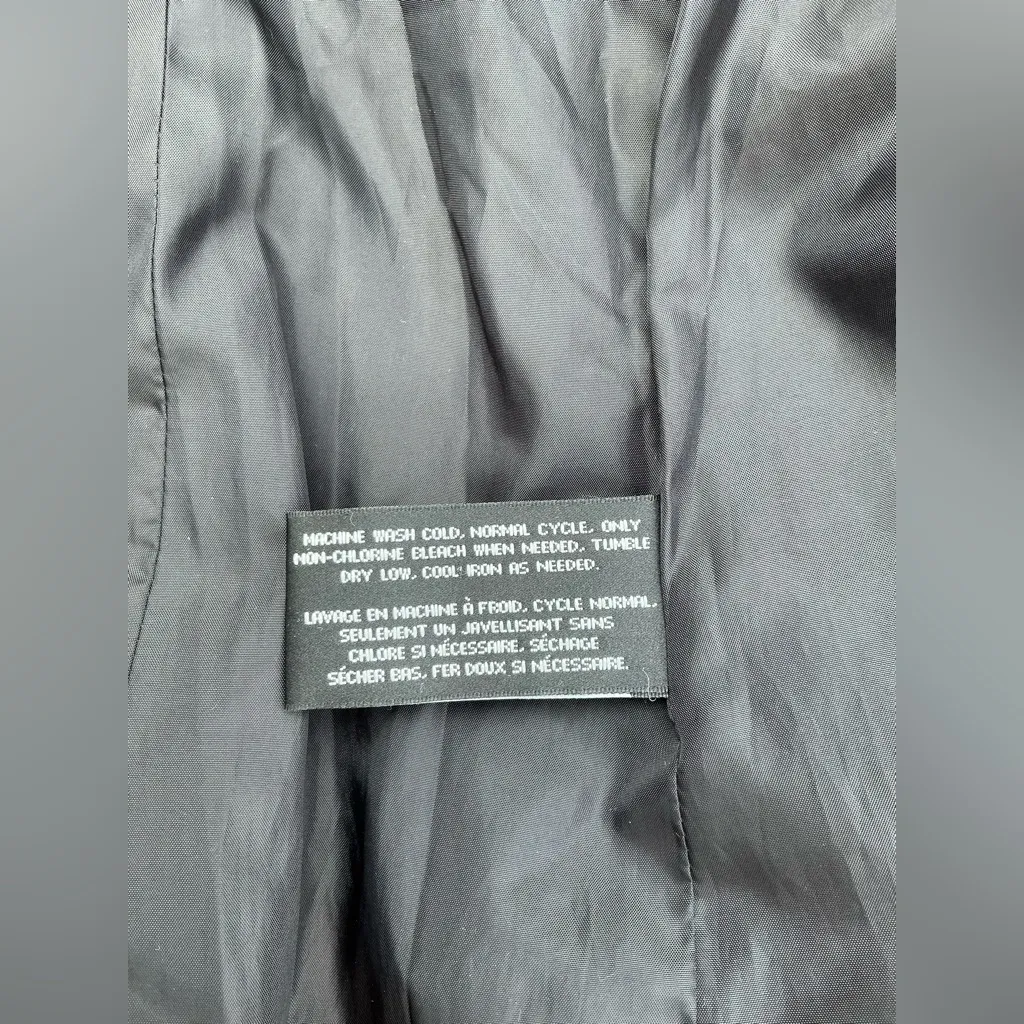 MACHINE WASH COLD, NORMAL CYCLE, ONLY
NON-CHLORINE BLEACH WHEN NEEDED, TUMBLE
DRY LOW, COOL IRON AS NEEDED.
LAVAGE EN MACHINE À FROID, CYCLE NORMAL,
SEULEMENT UN JAVELLISANT SANS
CHLORE SI NÉCESSAIRE, SÉCHAGE
SÉCHER BAS, FER DOUX SI NÉCESSAIRE.